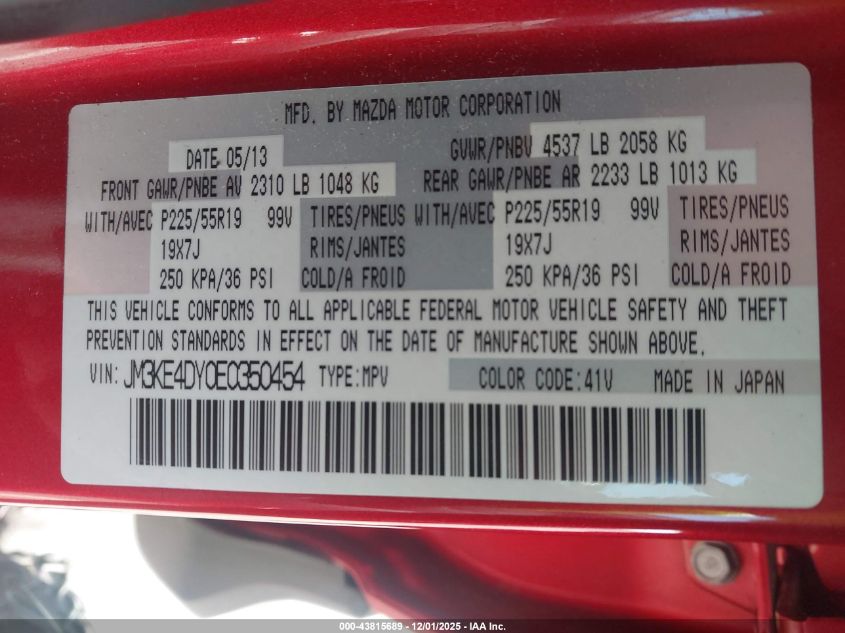 MFD. BY MAZDA MOTOR CORPORATION
DATE 05/13 GVWR/PNBV 4537 LB 2058 KG
FRONT GAWR/PNBE AV 2310 LB 1048 KG REAR GAWR/PNBE AR 2233 LB 1013 KG
WITH/AVEC P225/55R19 99V TIRES/PNEUS WITH/AVEC P225/55R19 99V TIRES/PNEUS
19X7J RIMS/JANTES 19X7J RIMS/JANTES
250 KPA/36 PSI COLD/A FROID 250 KPA/36 PSI COLD/A FROID
THIS VEHICLE CONFORMS TO ALL APPLICABLE FEDERAL MOTOR VEHICLE SAFETY AND THEFT
PREVENTION STANDARDS IN EFFECT ON THE DATE OF MANUFACTURE SHOWN ABOVE.
VIN: JM3KE4DY0E0350454 TYPE:MPV COLOR CODE:41V MADE IN JAPAN
000-43815689 - 12/01/2025 - IAA Inc.